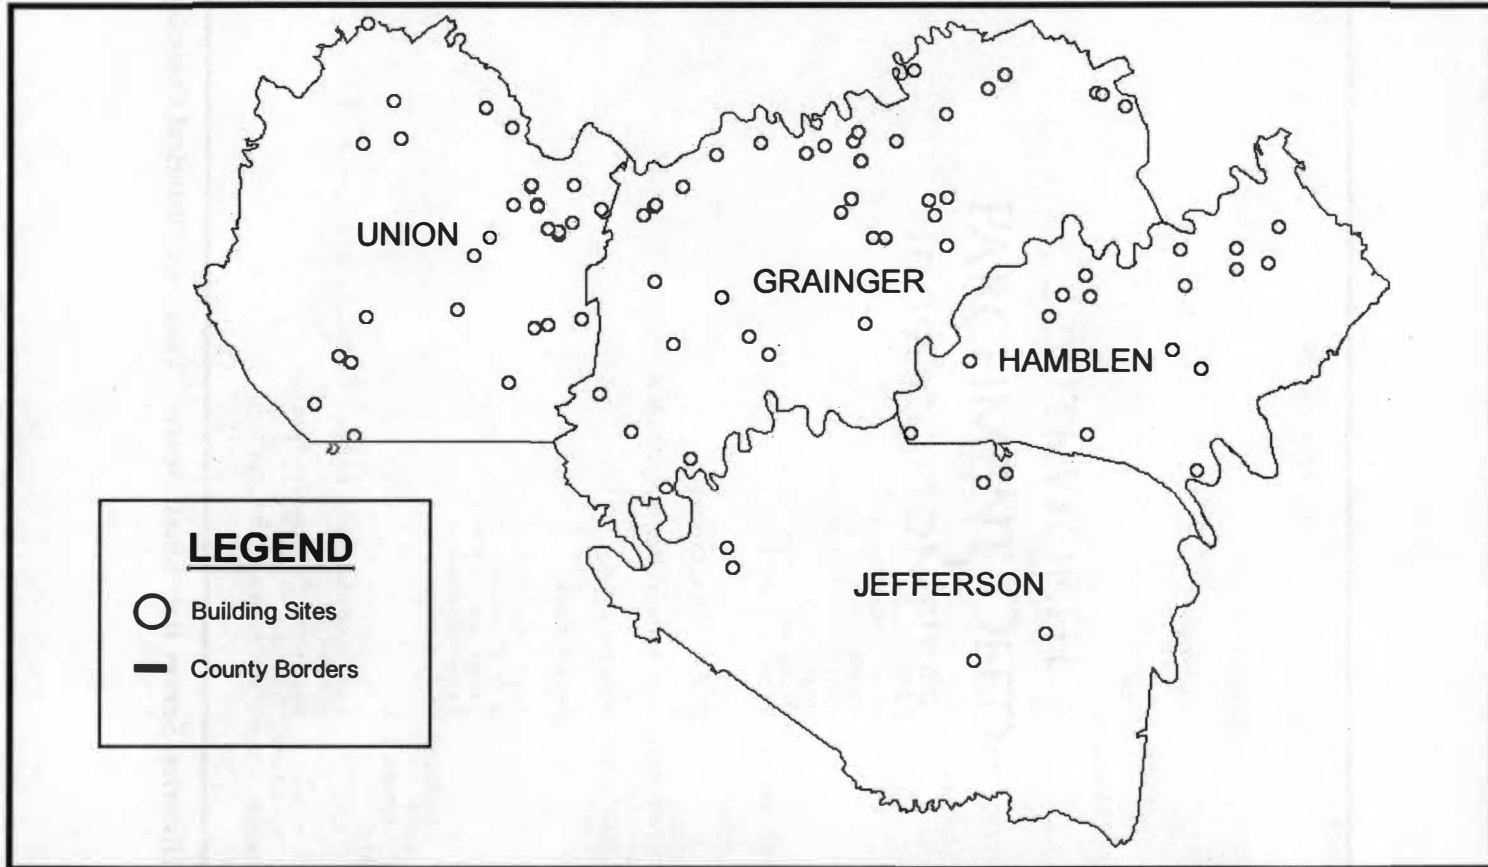 UNION
GRAINGER
HAMBLEN
JEFFERSON
LEGEND
Building Sites
County Borders